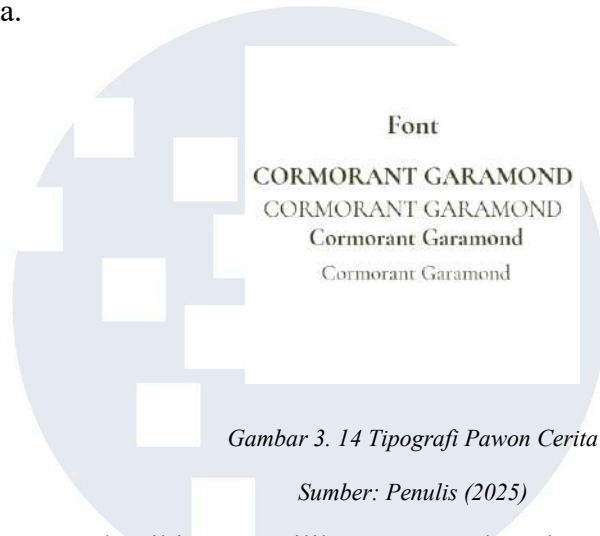 a.
Font
CORMORANT GARAMOND
CORMORANT GARAMOND
Cormorant Garamond
Cormorant Garamond
Gambar 3. 14 Tipografi Pawon Cerita
Sumber: Penulis (2025)